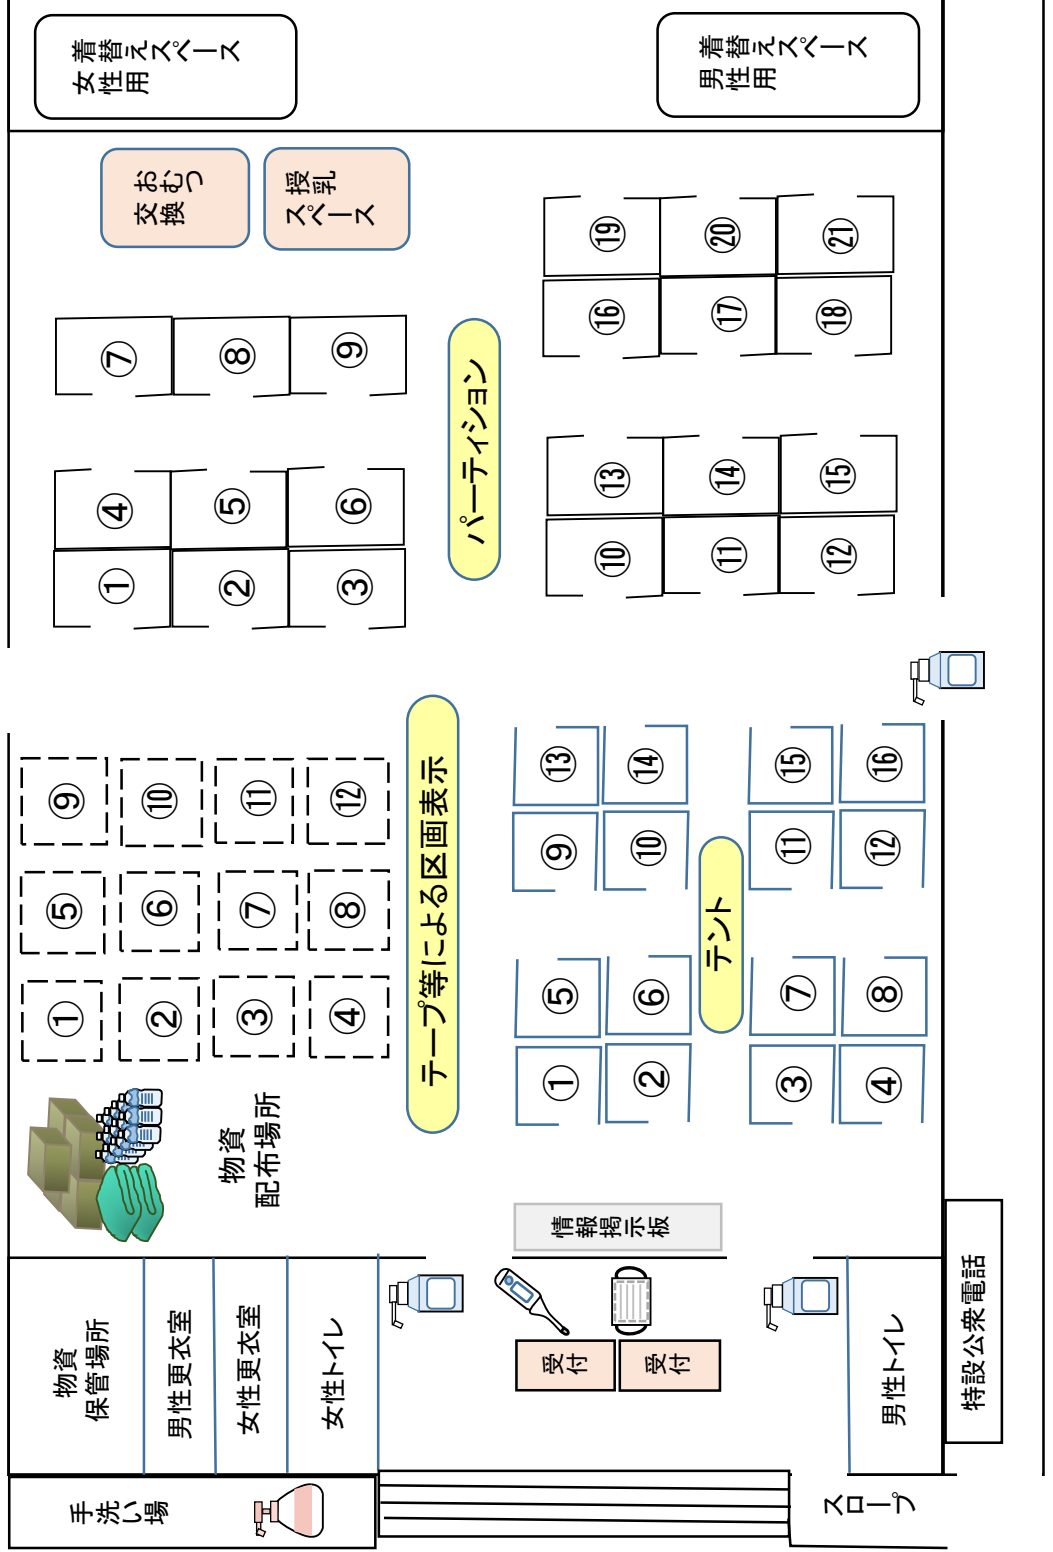 手洗い場
物資
保管場所
男性更衣室
女性更衣室
女性トイレ
物資
配布場所
①
②
③
④
⑤
⑥
⑦
⑧
⑨
⑩
⑪
⑫
テープ等による区画表示
①
②
③
④
⑤
⑥
⑦
⑧
⑨
パーティション
おむつ
交換
授乳
スペース
着替えスペース
女性用
受付
受付
情報掲示板
①
②
③
④
⑤
⑥
⑦
⑧
テント
⑨
⑩
⑪
⑫
⑬
⑭
⑮
⑯
⑩
⑪
⑫
⑬
⑭
⑮
⑯
⑰
⑱
⑲
⑳
㉑
着替えスペース
男性用
スロープ
男性トイレ
特設公衆電話